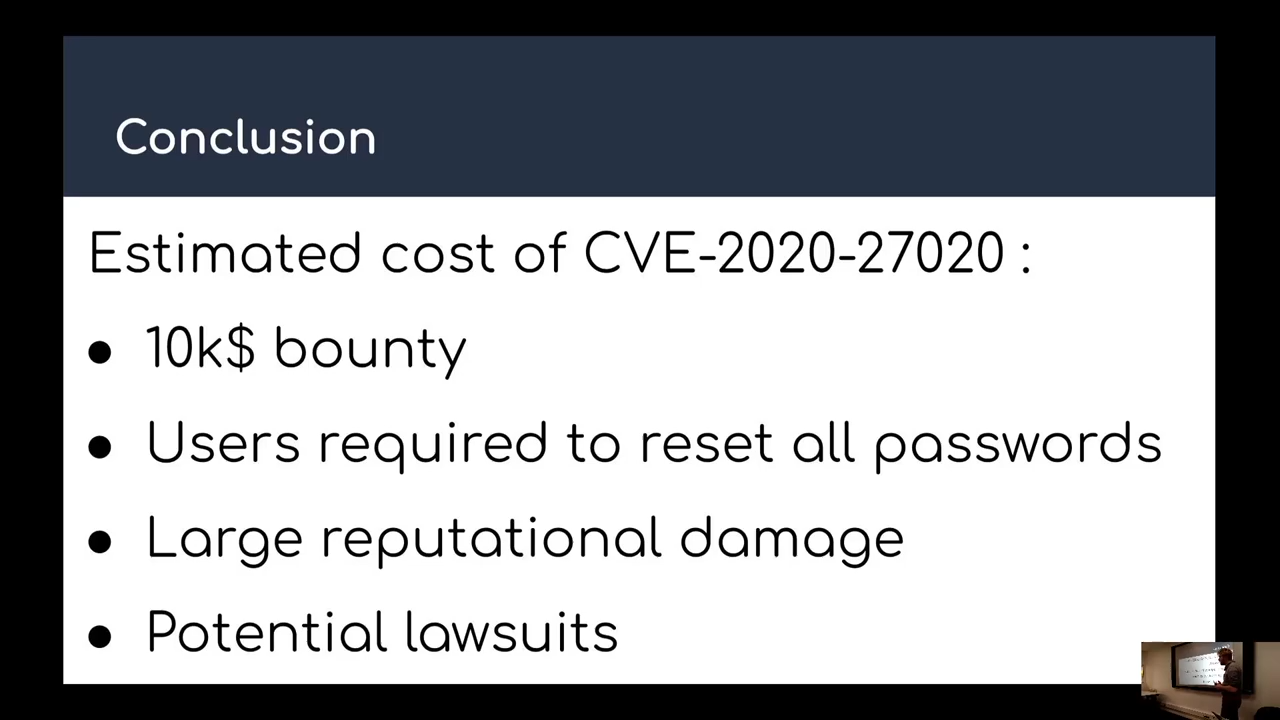 Conclusion
Estimated cost of CVE-2020-27020 :
● 10k$ bounty
● Users required to reset all passwords
● Large reputational damage
● Potential lawsuits